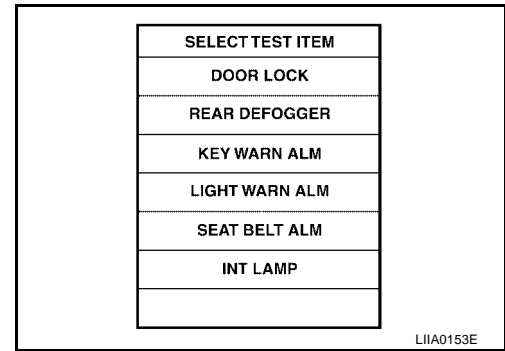 SELECT TEST ITEM
DOOR LOCK
REAR DEFOGGER
KEY WARN ALM
LIGHT WARN ALM
SEAT BELT ALM
INT LAMP
LIIA0153E